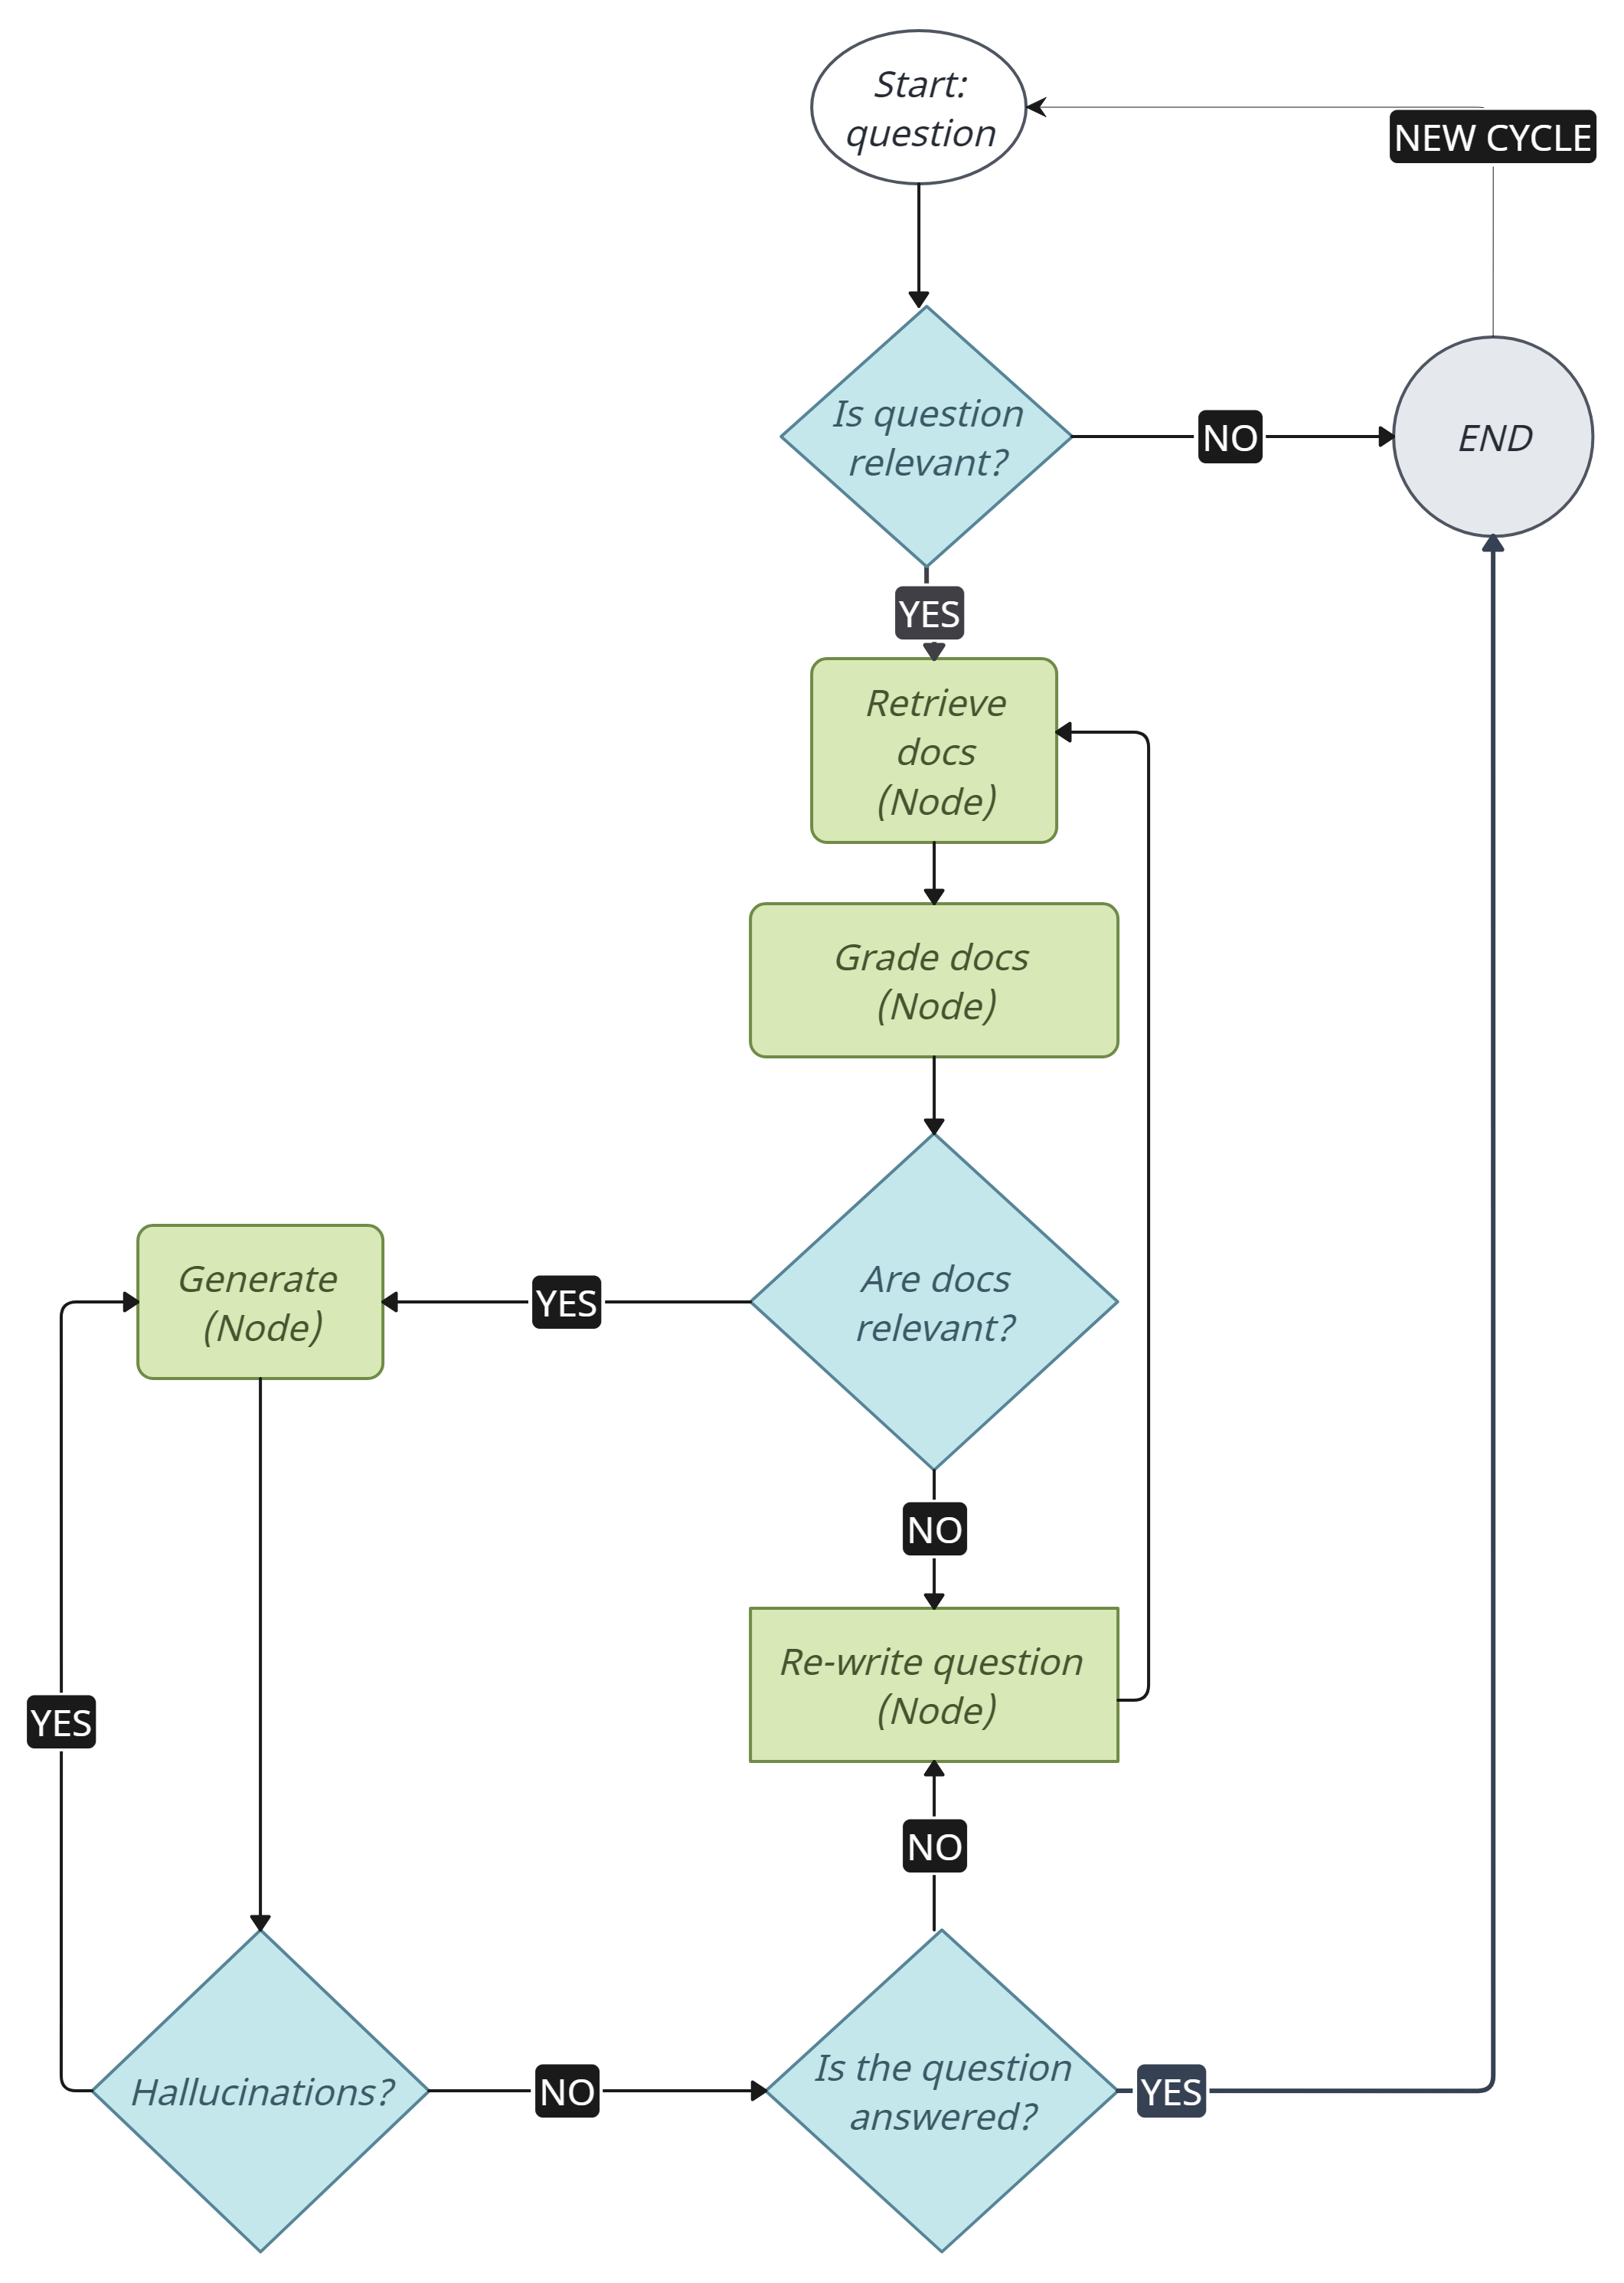 Start:
question
NEW CYCLE
Is question
relevant?
NO
END
YES
Retrieve
docs
(Node)
Grade docs
(Node)
Generate
(Node)
YES
Are docs
relevant?
NO
Re-write question
(Node)
YES
NO
Hallucinations?
NO
Is the question
answered?
YES